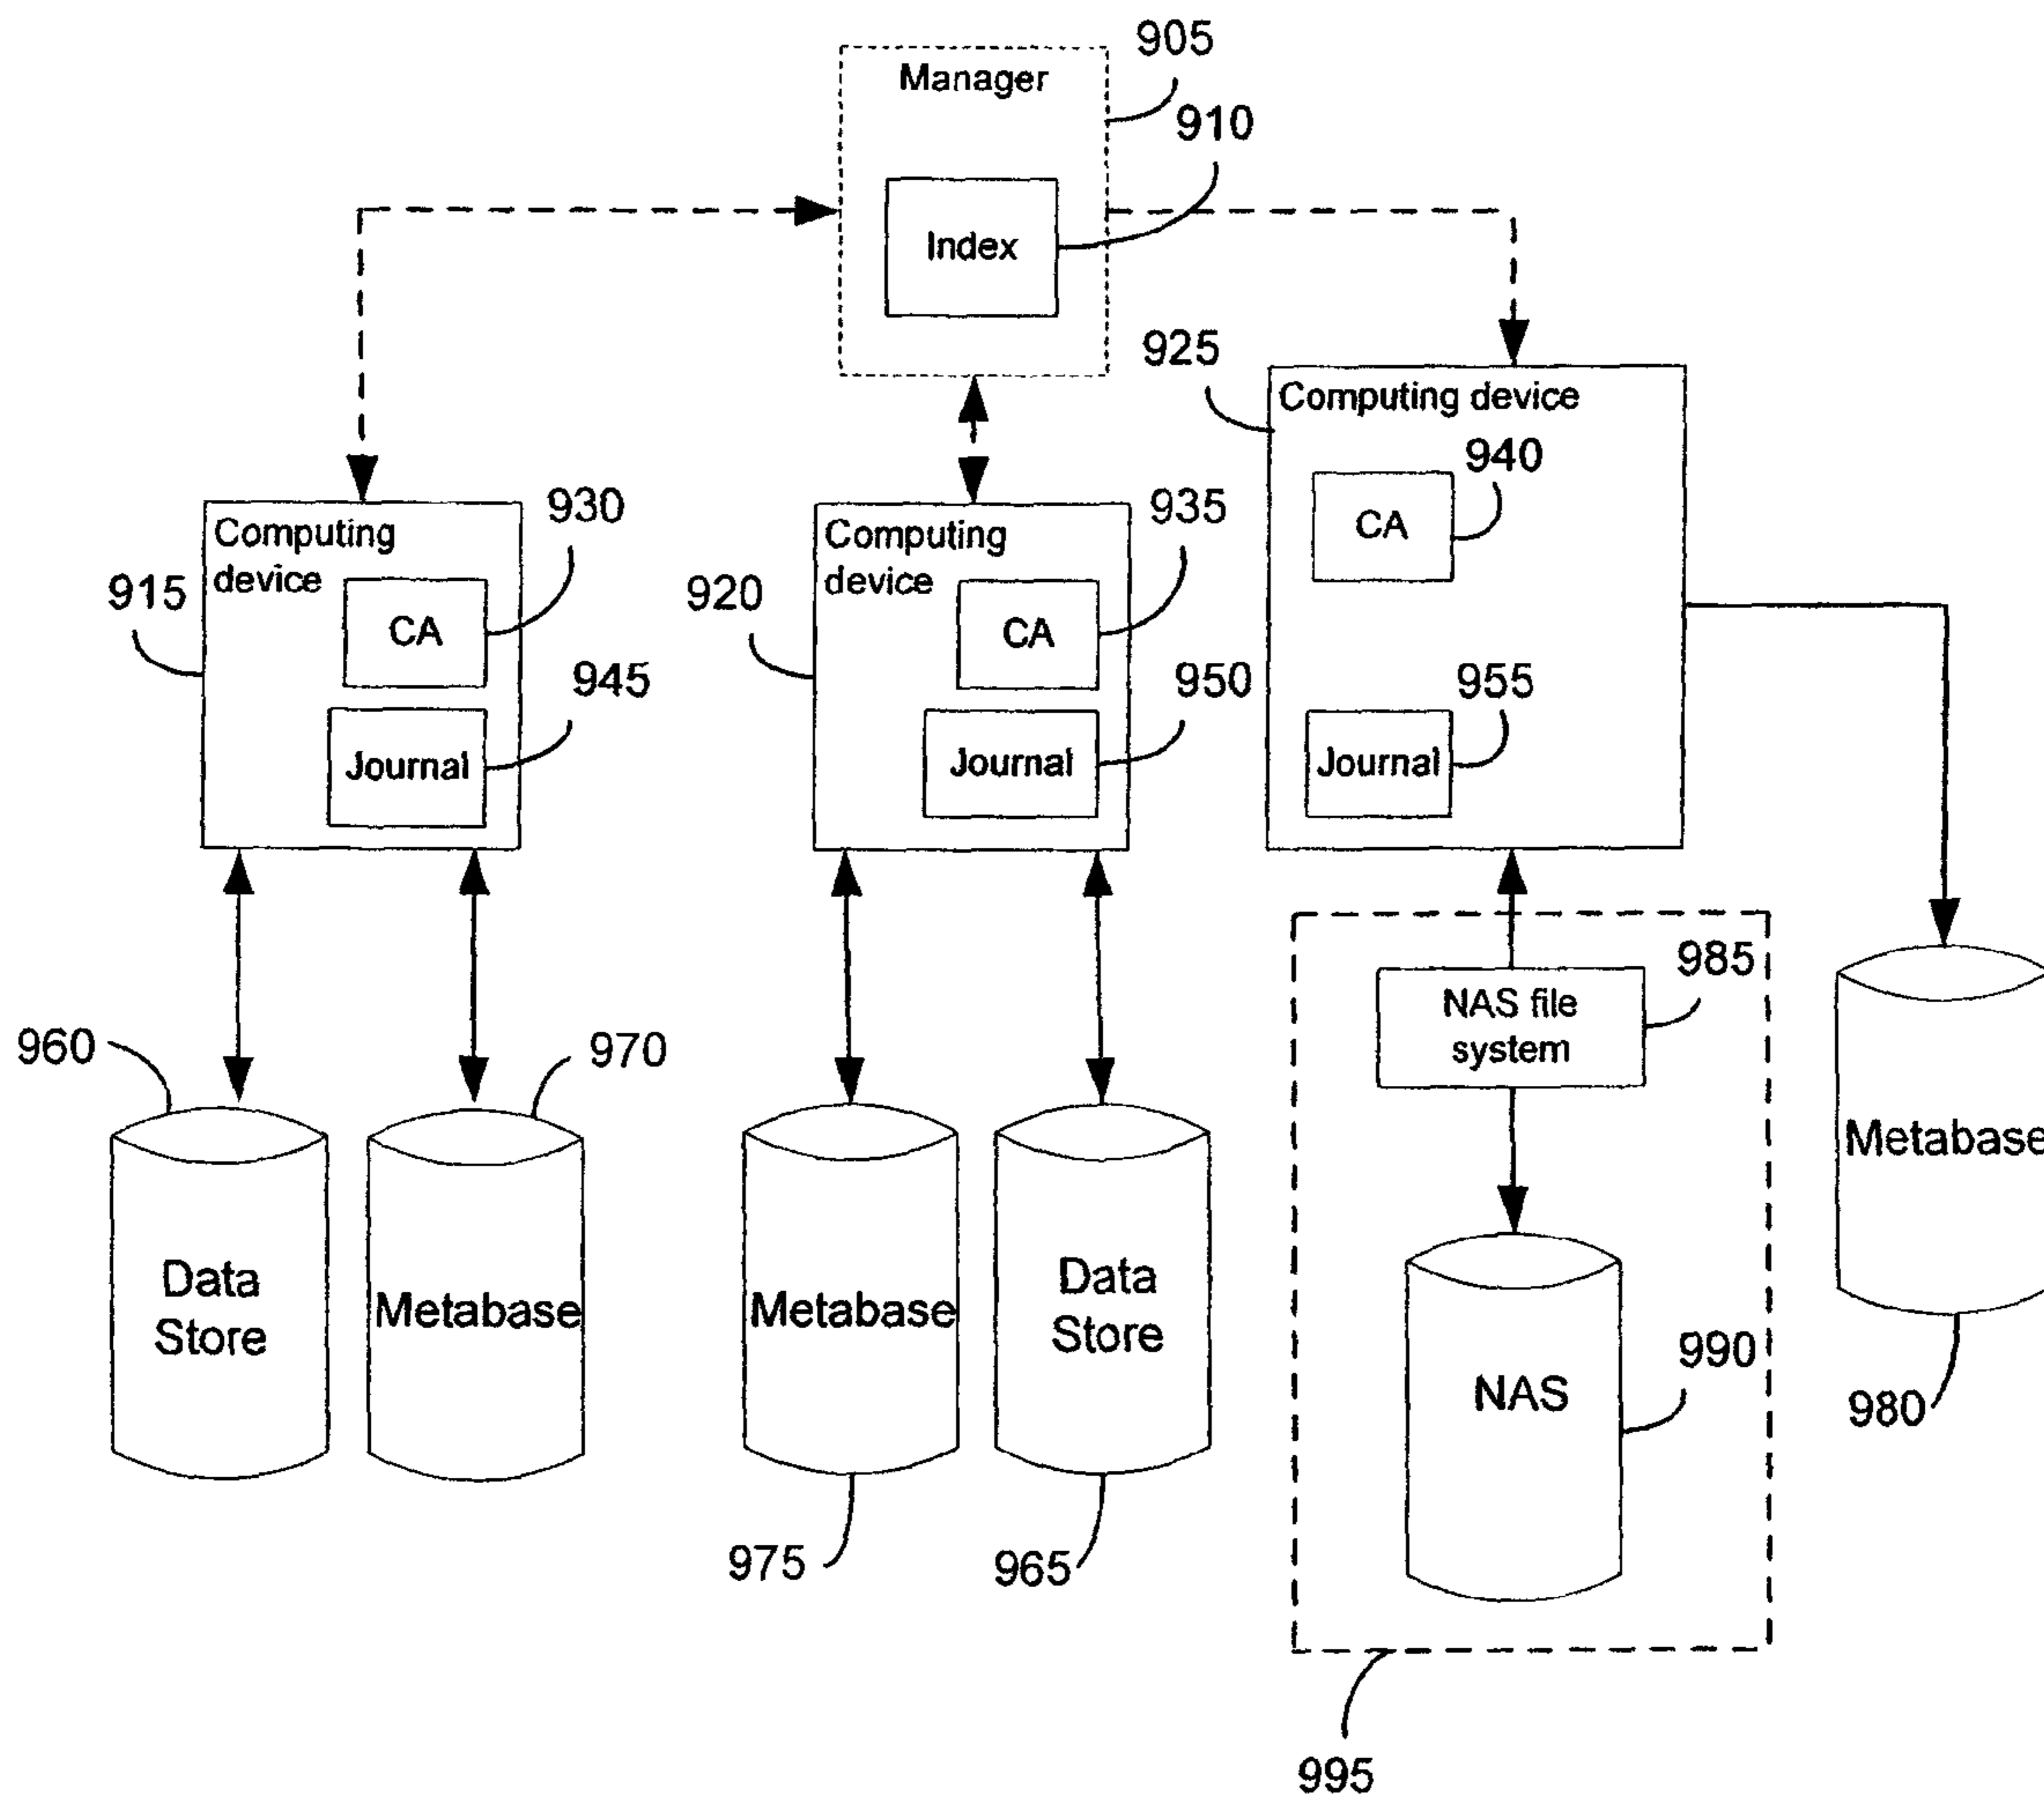 905
Manager
910
Index
925
Computing device
940
CA
930
935
Computing
device
Computing
device
915
CA
920
CA
945
950
955
Journal
Journal
Journal
985
NAS file
system
960
970
Metabase
Data
Store
Metabase
Metabase
Data
Store
990
NAS
980
975
965
995